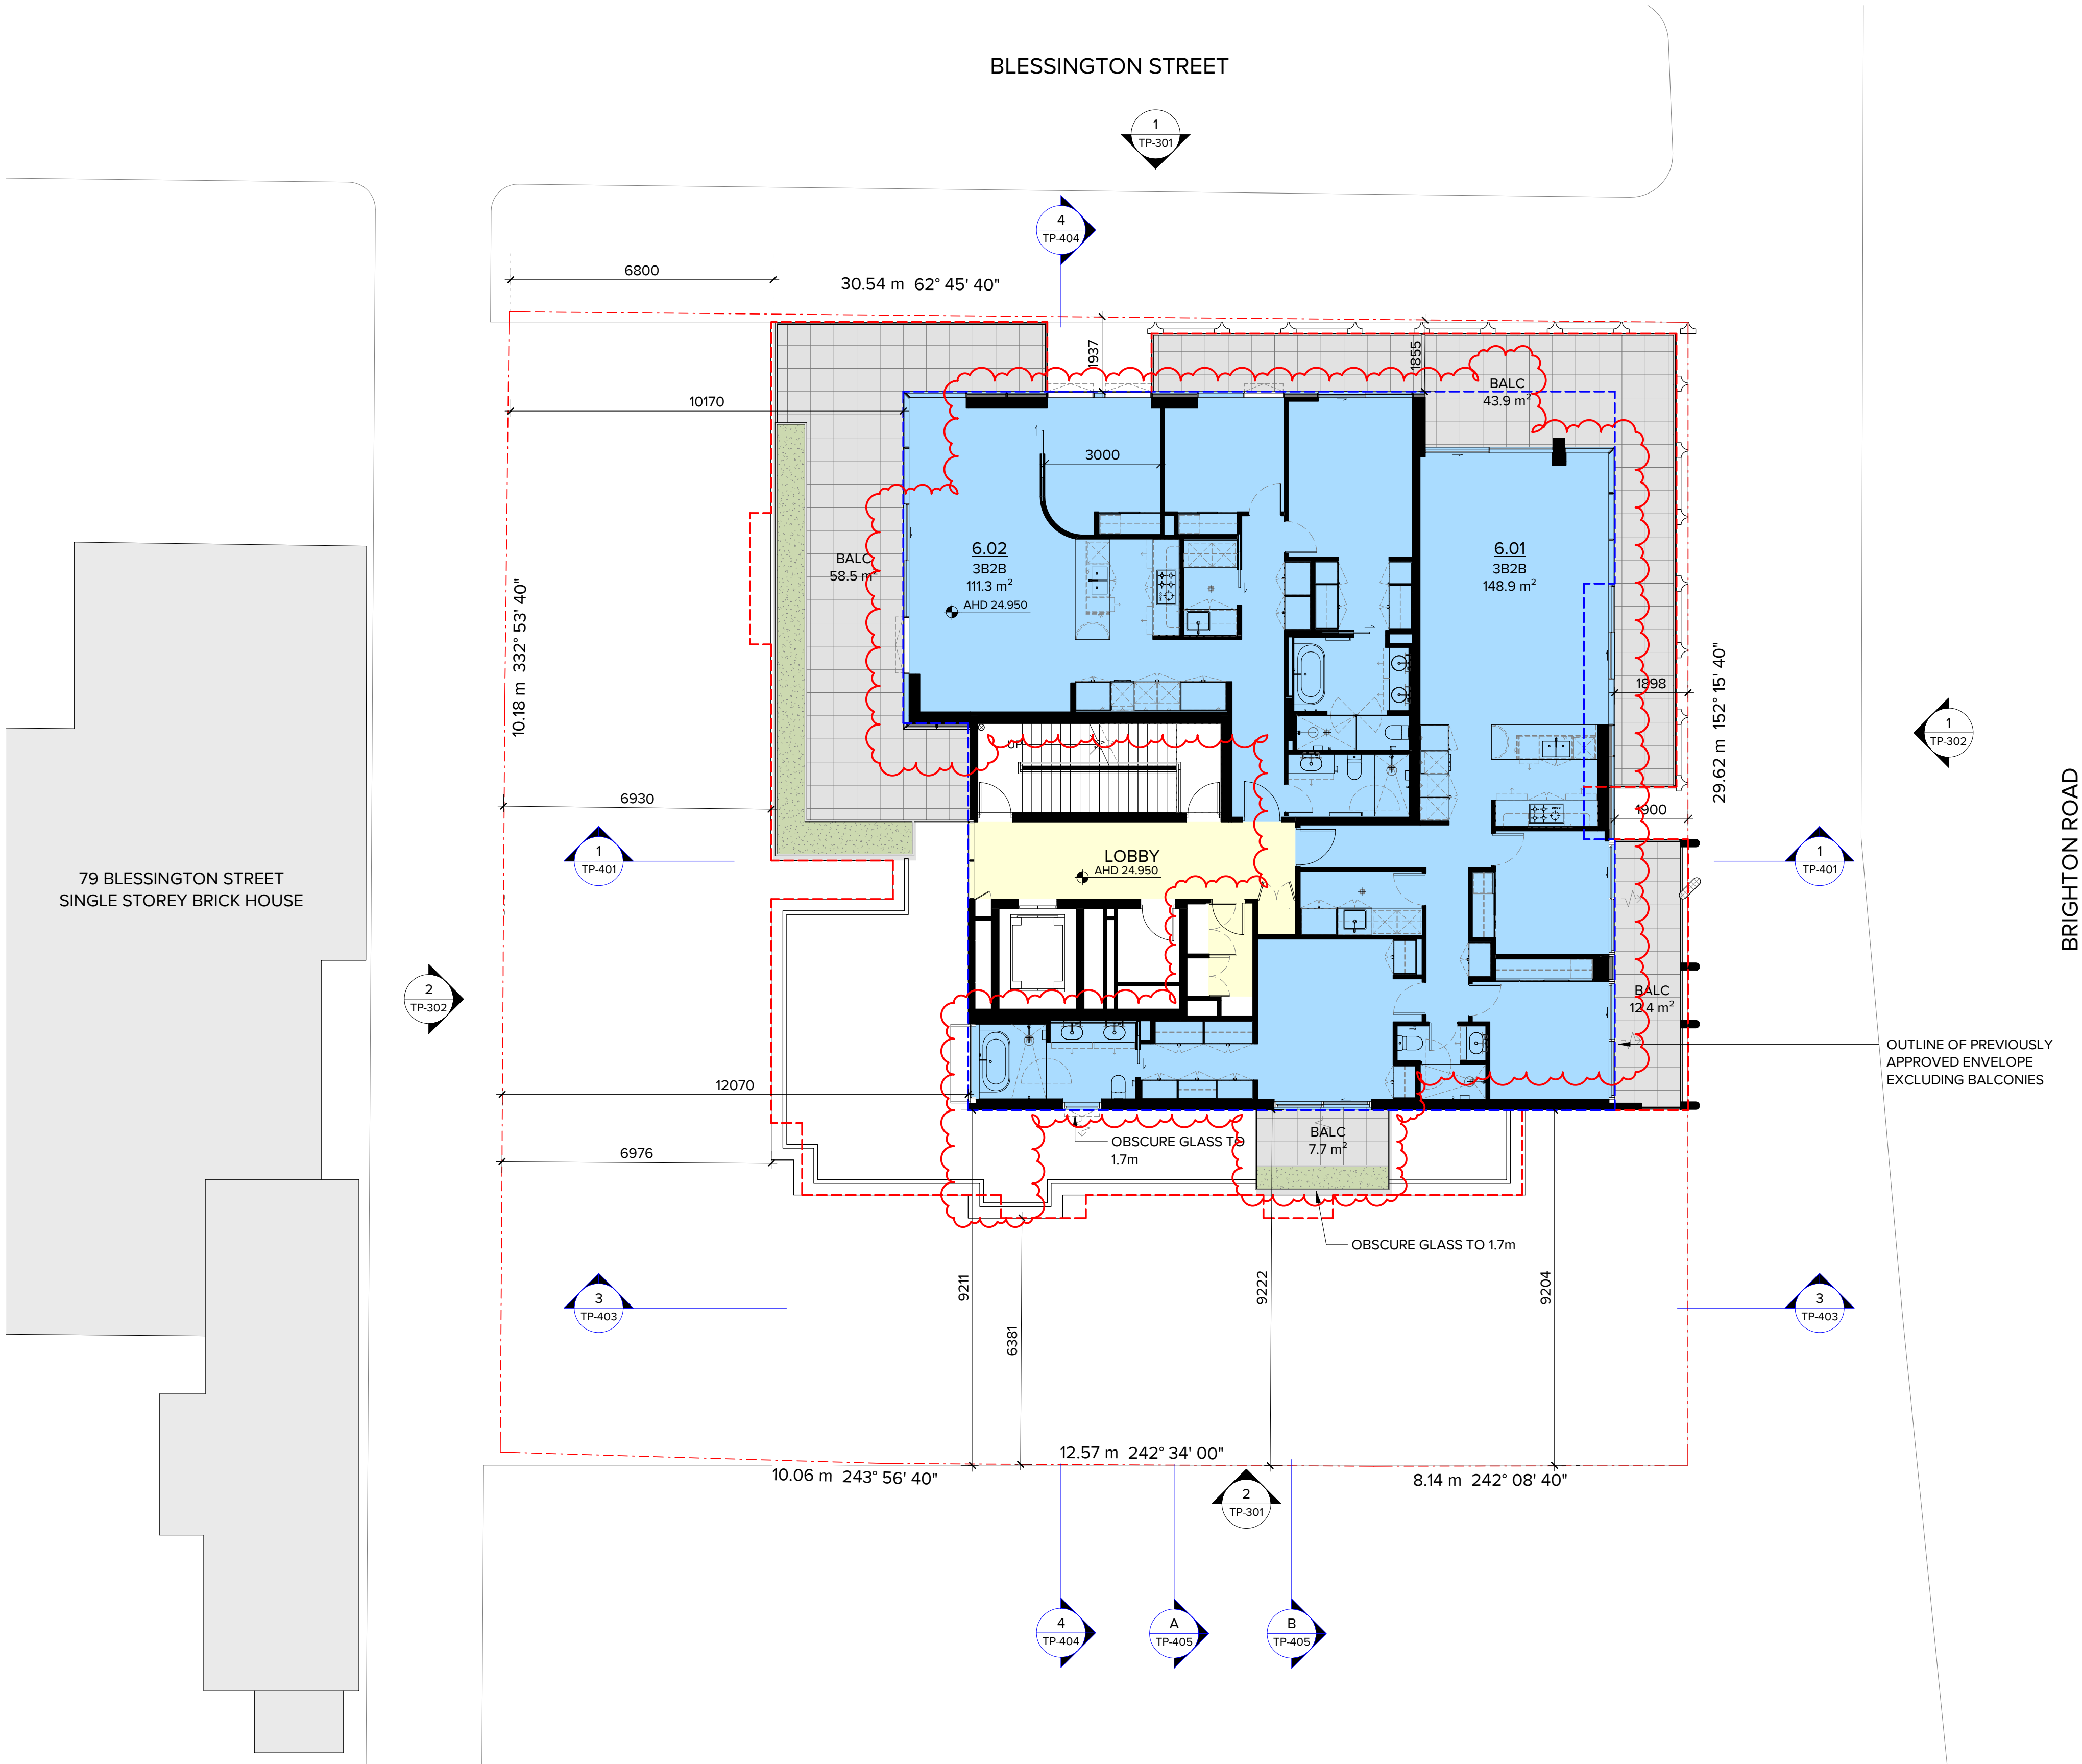 BLESSINGTON STREET
1
TP-301
4
TP-404
6800
30.54 m 62° 45' 40"
1937
1855
BALC
43.9 m²
10170
3000
6.02
3B2B
111.3 m²
AHD 24.950
6.01
3B2B
148.9 m²
BALC
58.5 m²
10.18 m 332° 53' 40"
29.62 m 152° 15' 40"
1898
1
TP-302
UP
6930
1900
1
TP-401
LOBBY
AHD 24.950
1
TP-401
BRIGHTON ROAD
79 BLESSINGTON STREET
SINGLE STOREY BRICK HOUSE
2
TP-302
BALC
12.4 m²
OUTLINE OF PREVIOUSLY
APPROVED ENVELOPE
EXCLUDING BALCONIES
12070
OBSCURE GLASS TO
1.7m
BALC
7.7 m²
6976
OBSCURE GLASS TO 1.7m
9211
6381
9222
9204
3
TP-403
3
TP-403
12.57 m 242° 34' 00"
10.06 m 243° 56' 40"
8.14 m 242° 08' 40"
2
TP-301
4
TP-404
A
TP-405
B
TP-405